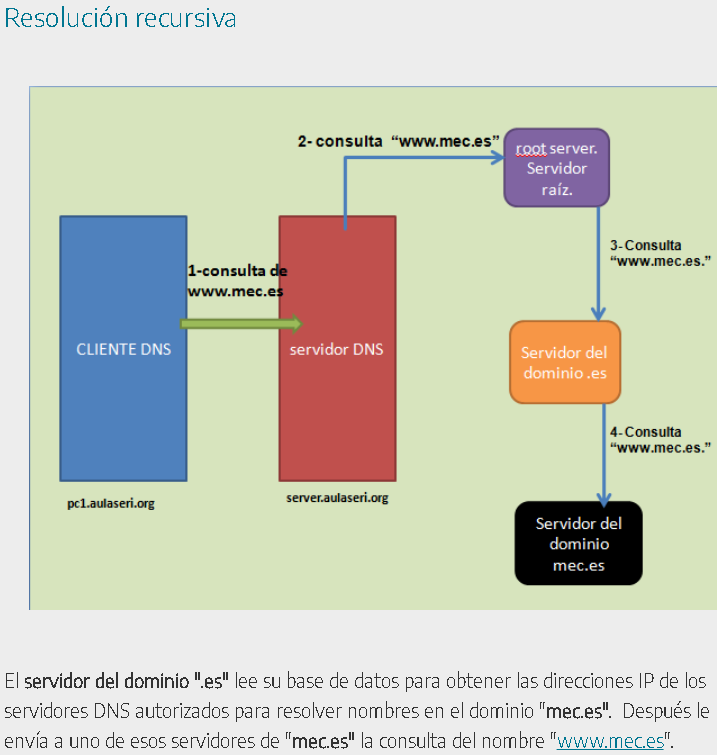 Resolución recursiva
2- consulta “www.mec.es”
root server.
Servidor
raíz.
3- Consulta
“www.mec.es.”
1-consulta de
www.mec.es
CLIENTE DNS
servidor DNS
Servidor del
dominio .es
4- Consulta
“www.mec.es.”
pc1.aulaseri.org
server.aulaseri.org
Servidor del
dominio
mec.es
El servidor del dominio ".es" lee su base de datos para obtener las direcciones IP de los
servidores DNS autorizados para resolver nombres en el dominio "mec.es". Después le
envía a uno de esos servidores de "mec.es" la consulta del nombre "www.mec.es".